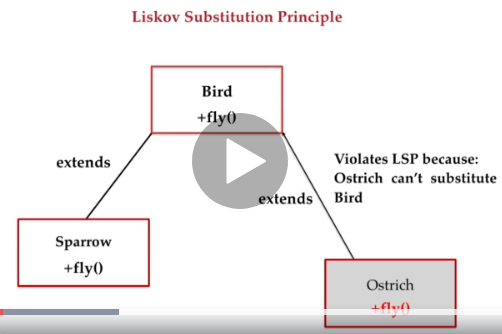 Liskov Substitution Principle
Bird
+fly()
extends
Violates LSP because:
Ostrich can't substitute
Bird
extends
Sparrow
+fly()
Ostrich
+fly()